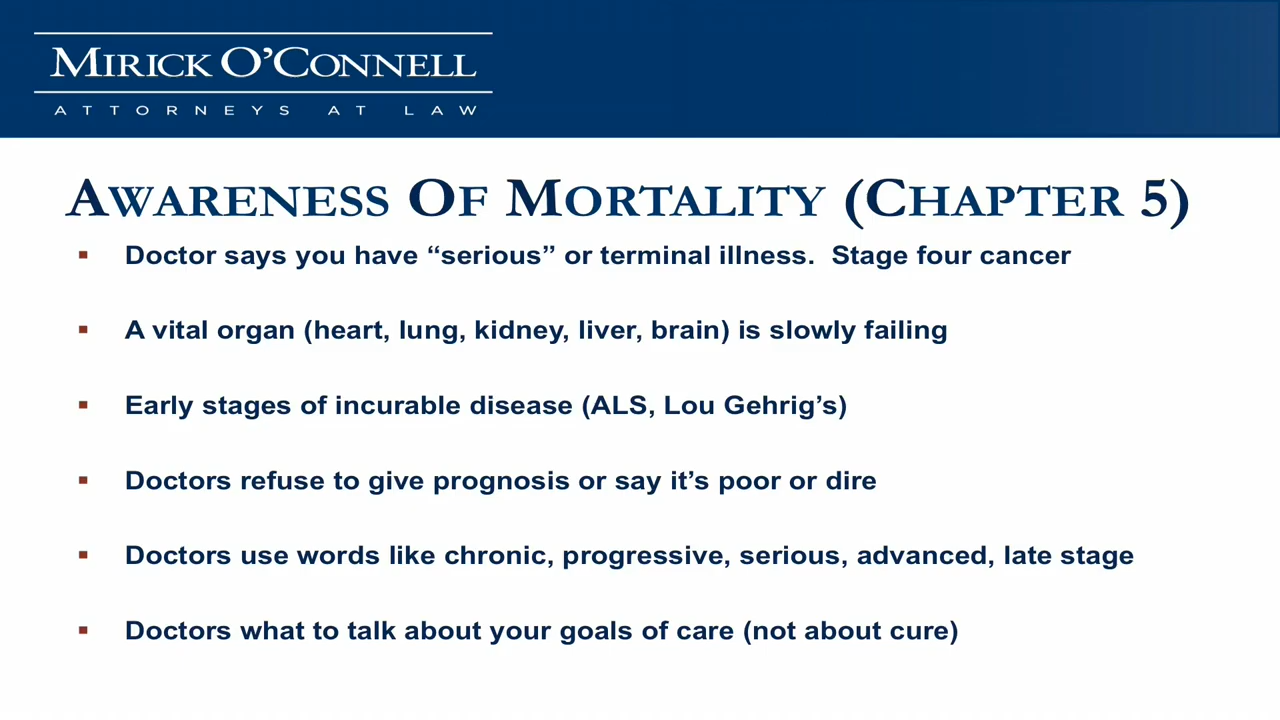 MIRICK O’CONNELL
ATTORNEYS AT LAW
AWARENESS OF MORTALITY (CHAPTER 5)
▪ Doctor says you have “serious” or terminal illness.  Stage four cancer
▪ A vital organ (heart, lung, kidney, liver, brain) is slowly failing
▪ Early stages of incurable disease (ALS, Lou Gehrig’s)
▪ Doctors refuse to give prognosis or say it’s poor or dire
▪ Doctors use words like chronic, progressive, serious, advanced, late stage
▪ Doctors what to talk about your goals of care (not about cure)